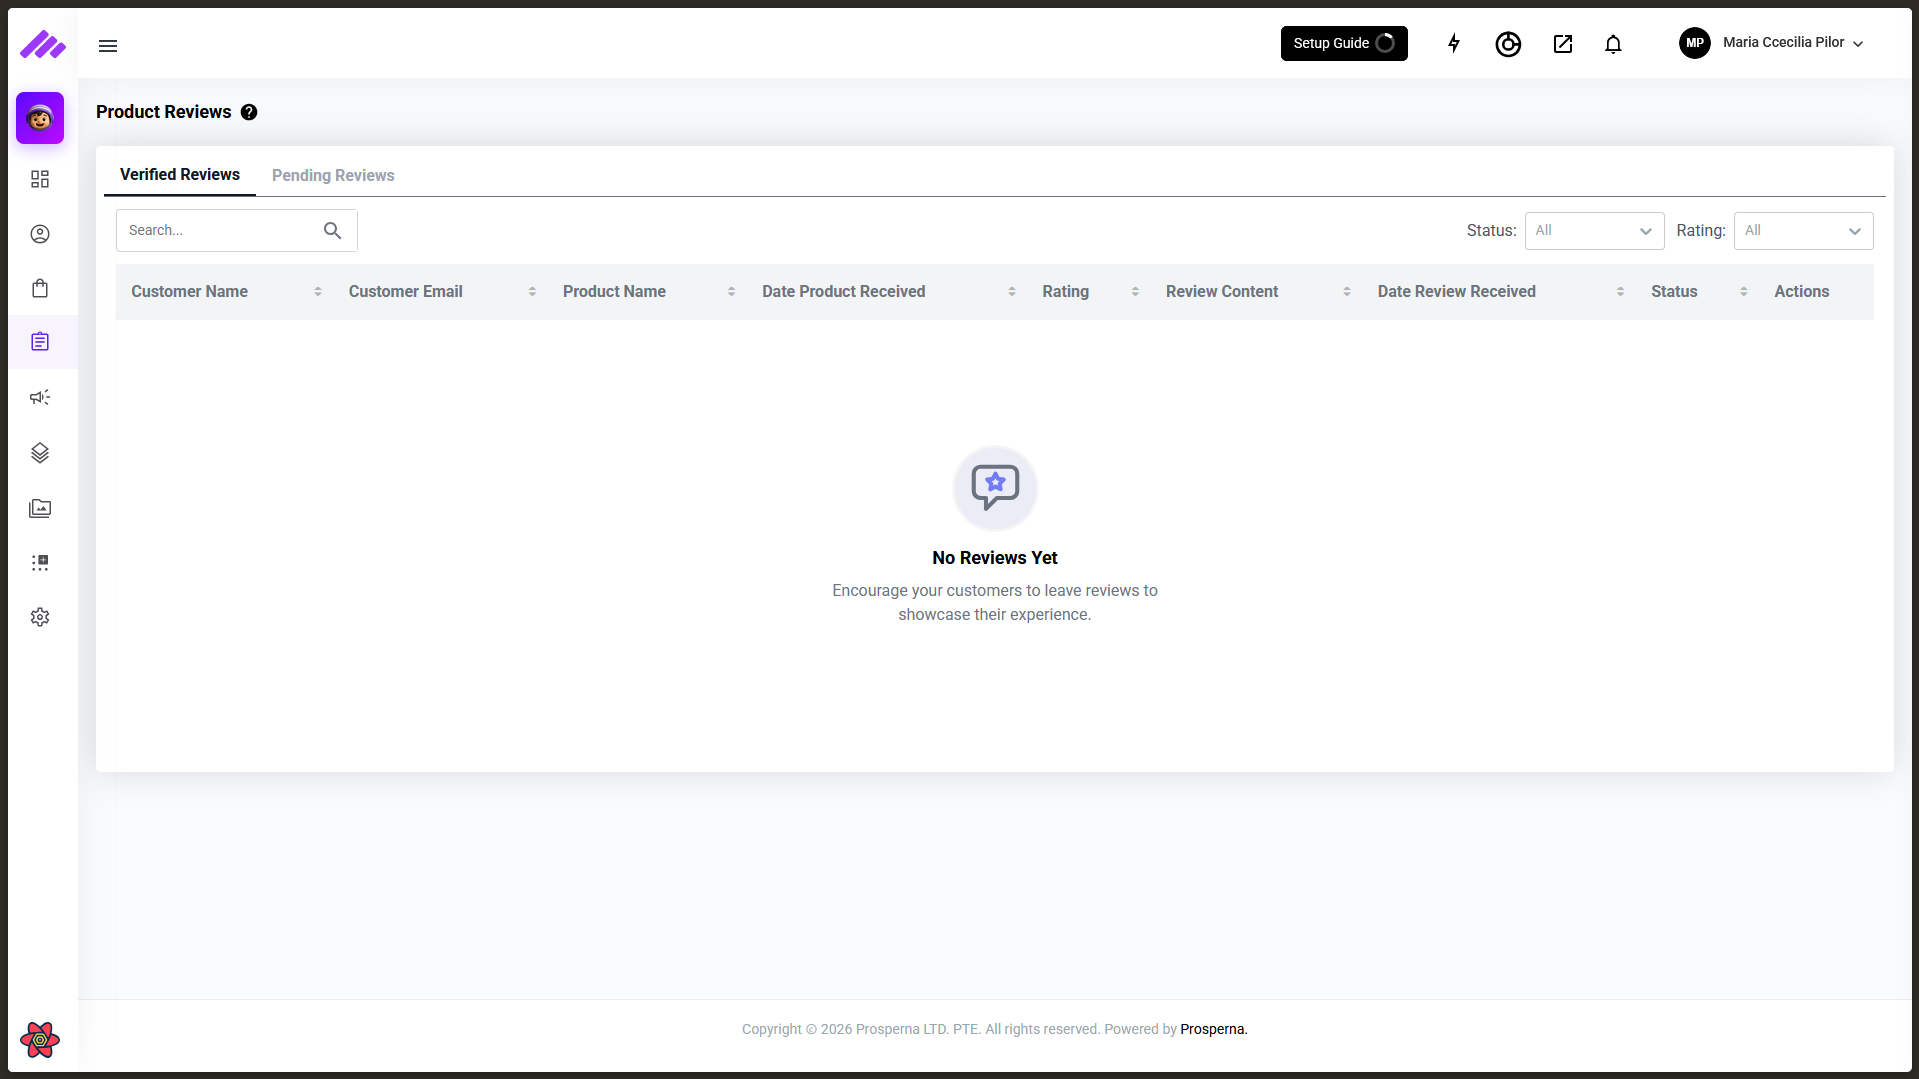 Setup Guide
MP
Maria Ccecilia Pilor
Product Reviews
Verified Reviews
Pending Reviews
Search...
Status:
All
Rating:
All
Customer Name
Customer Email
Product Name
Date Product Received
Rating
Review Content
Date Review Received
Status
Actions
No Reviews Yet
Encourage your customers to leave reviews to
showcase their experience.
Copyright © 2026 Prosperna LTD. PTE. All rights reserved. Powered by Prosperna.